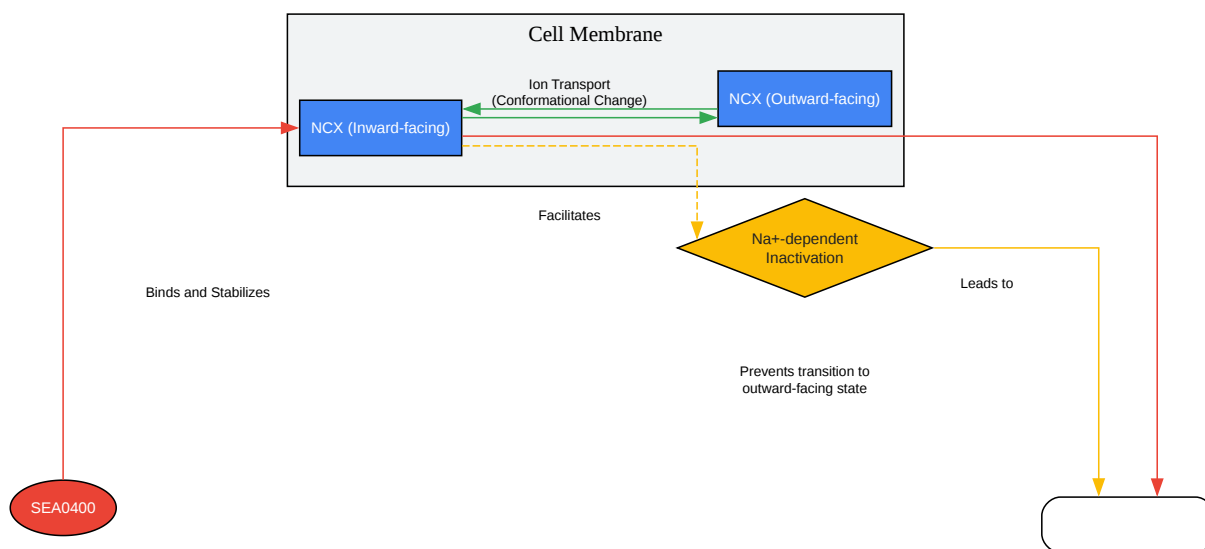 Cell Membrane
Ion Transport
(Conformational Change)
NCX (Outward-facing)
NCX (Inward-facing)
Facilitates
Na+-dependent
Inactivation
Leads to
Binds and Stabilizes
Prevents transition to
outward-facing state
SEA0400